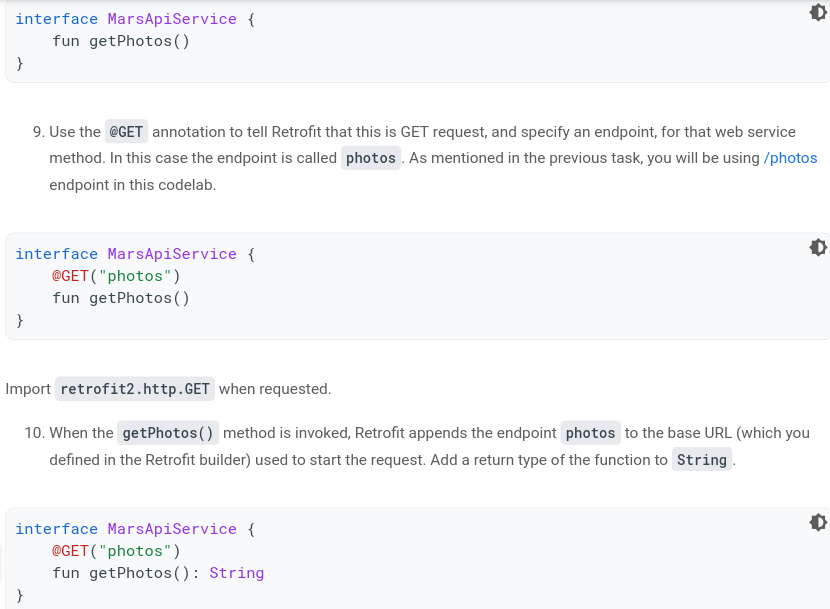 interface MarsApiService {
    fun getPhotos()
}
9. Use the @GET annotation to tell Retrofit that this is GET request, and specify an endpoint, for that web service
method. In this case the endpoint is called photos. As mentioned in the previous task, you will be using /photos
endpoint in this codelab.
interface MarsApiService {
    @GET("photos")
    fun getPhotos()
}
Import retrofit2.http.GET when requested.
10. When the getPhotos() method is invoked, Retrofit appends the endpoint photos to the base URL (which you
defined in the Retrofit builder) used to start the request. Add a return type of the function to String.
interface MarsApiService {
    @GET("photos")
    fun getPhotos(): String
}